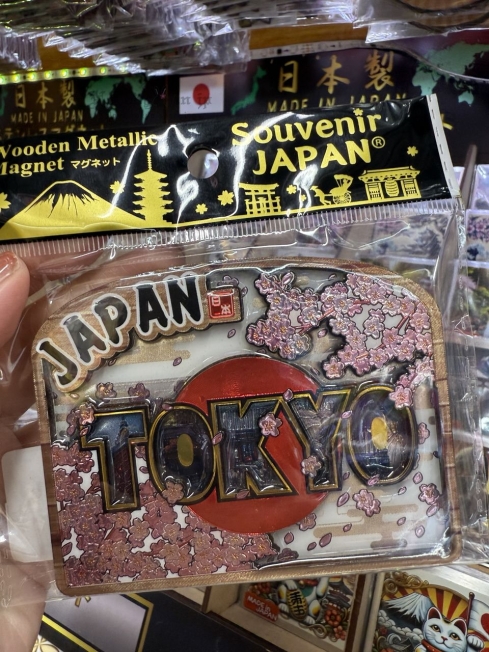 日本製
MADE IN JAPAN
日本製
MADE IN JAPAN
Wooden Metallic
Magnet マグネット
Souvenir
JAPAN®
JAPAN
日本
TOKYO